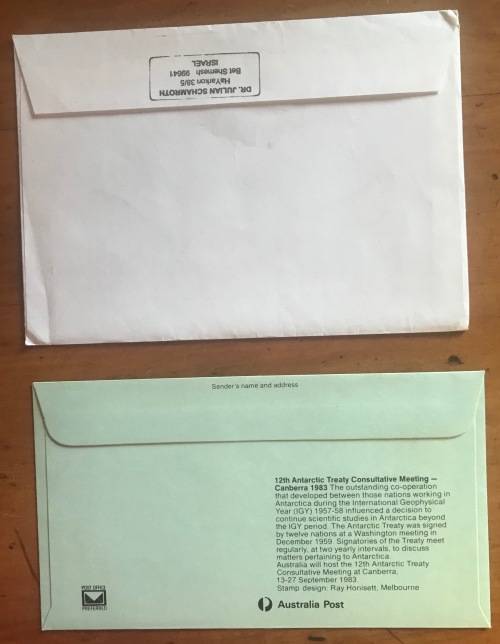 DR. JULIAN SCHAMROTH
HaYarkon 38/5
Bet Shemesh 99641
ISRAEL
Sender's name and address
12th Antarctic Treaty Consultative Meeting —
Canberra 1983 The outstanding co-operation
that developed between those nations working in
Antarctica during the International Geophysical
Year (IGY) 1957-58 influenced a decision to
continue scientific studies in Antarctica beyond
the IGY period. The Antarctic Treaty was signed
by twelve nations at a Washington meeting in
December 1959. Signatories of the Treaty meet
regularly, at two yearly intervals, to discuss
matters pertaining to Antarctica.
Australia will host the 12th Antarctic Treaty
Consultative Meeting at Canberra,
13-27 September 1983.
Stamp design: Ray Honisett, Melbourne
POST OFFICE
PREFERRED
Australia Post